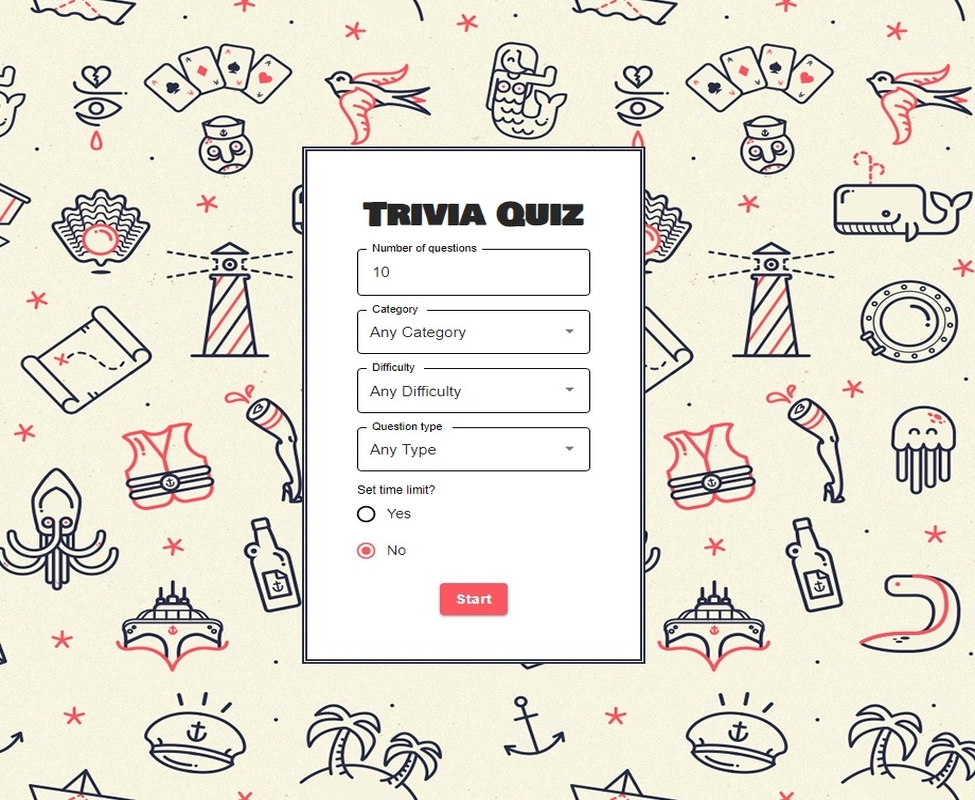 Trivia Quiz
Number of questions
10
Category
Any Category
Difficulty
Any Difficulty
Question type
Any Type
Set time limit?
Yes
No
Start